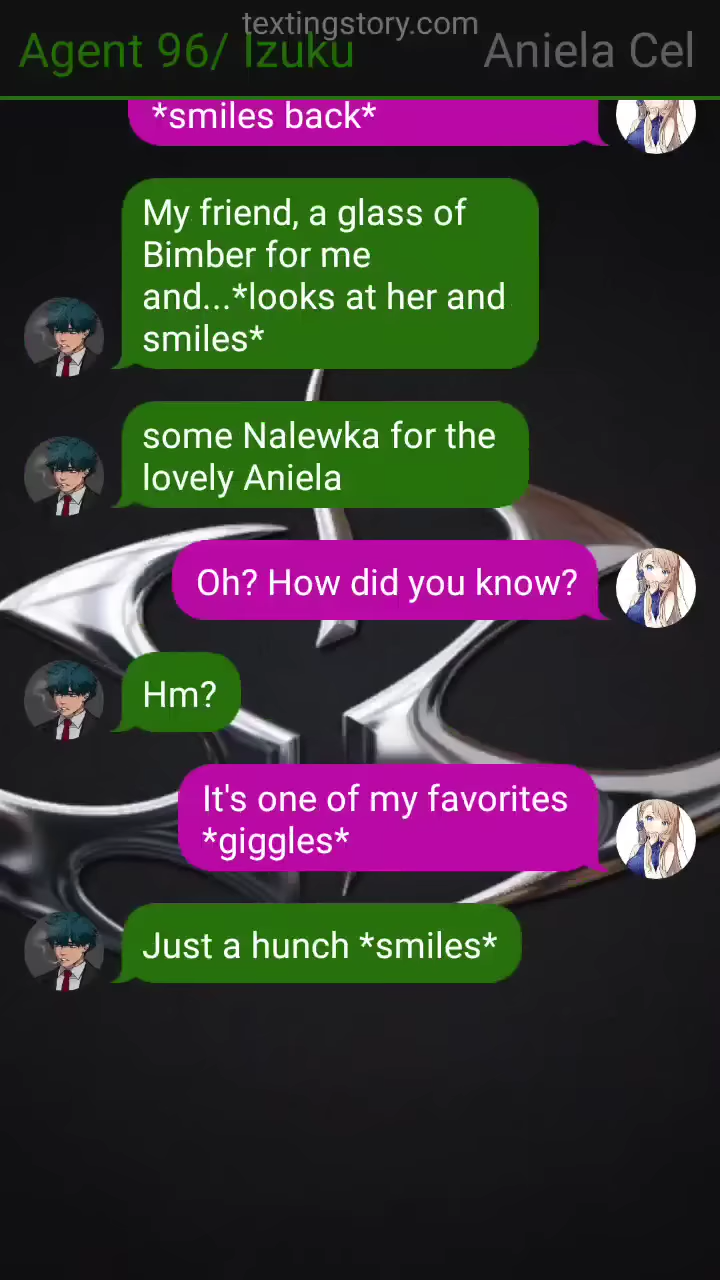 textingstory.com
Agent 96/ Izuku
Aniela Cel
*smiles back*
My friend, a glass of
Bimber for me
and...*looks at her and
smiles*
some Nalewka for the
lovely Aniela
Oh? How did you know?
Hm?
It's one of my favorites
*giggles*
Just a hunch *smiles*